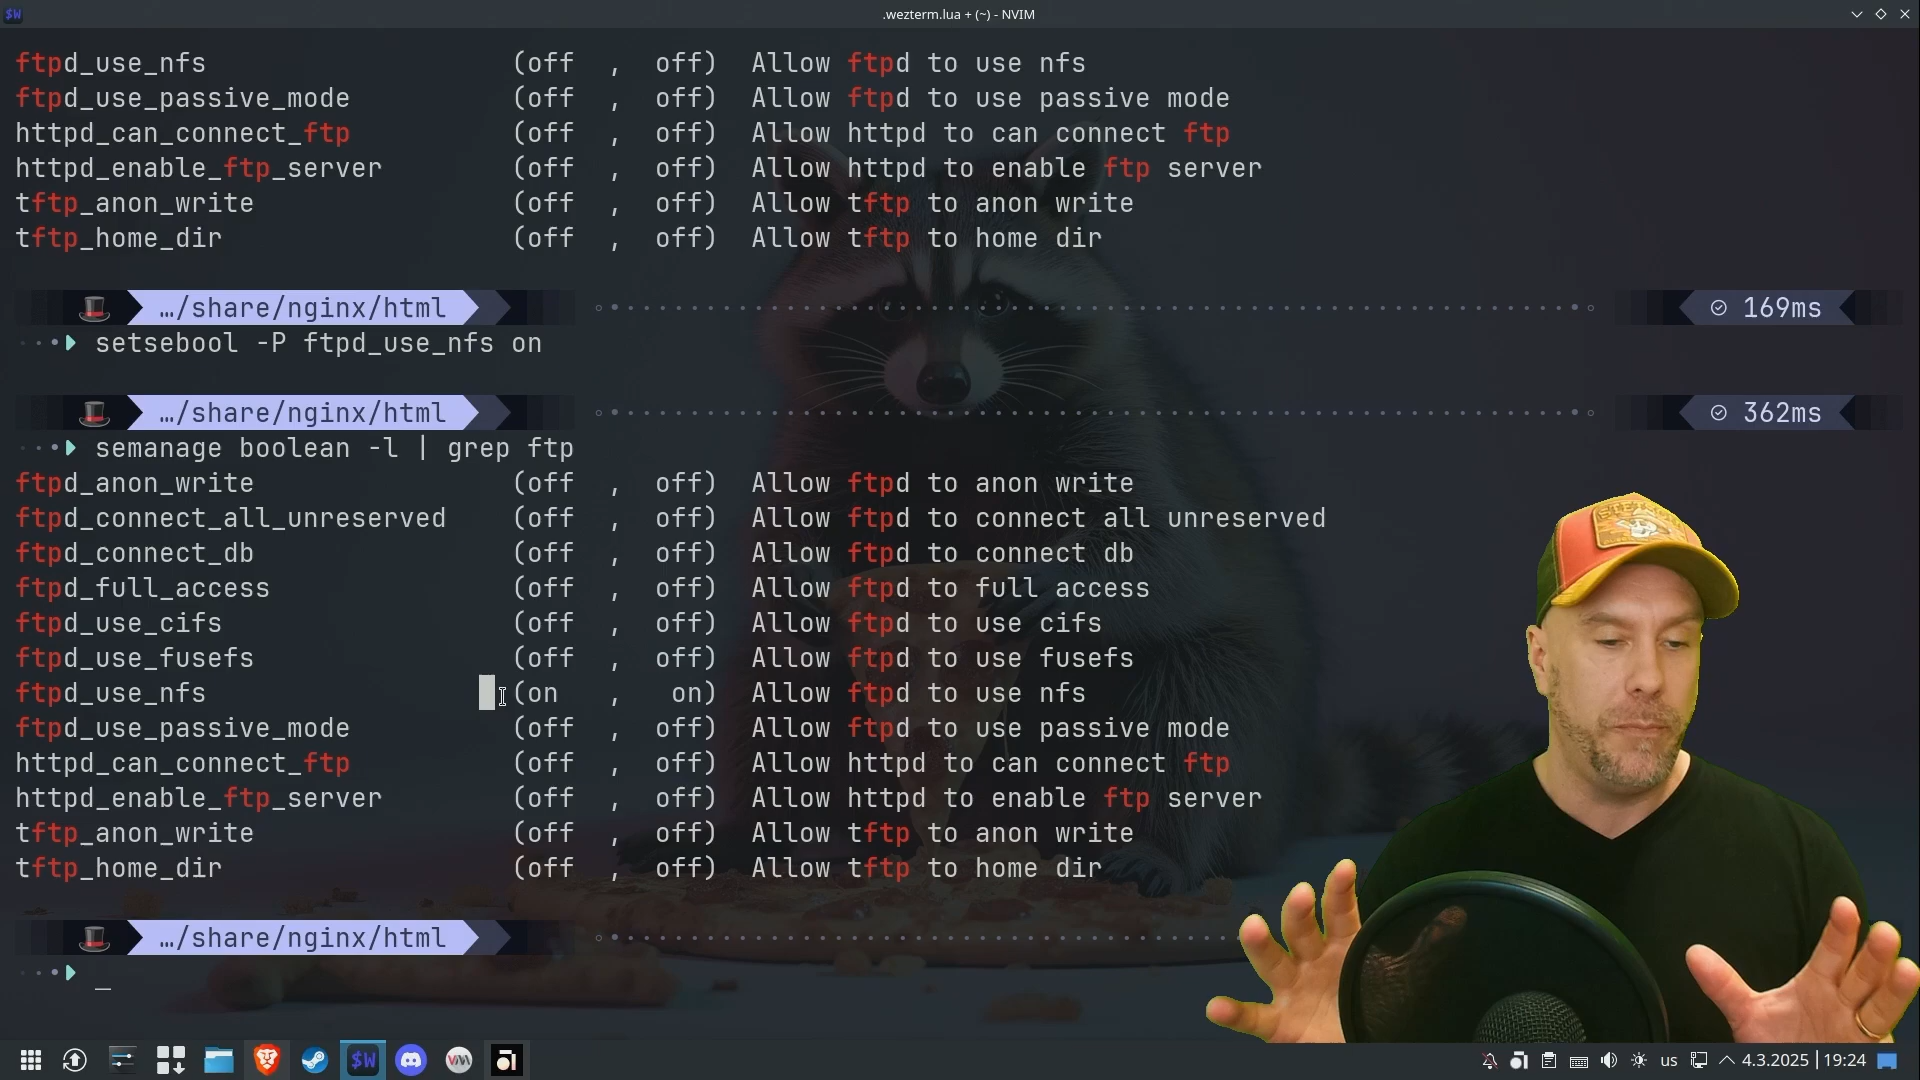 $W
.wezterm.lua + (~) - NVIM
ftpd_use_nfs (off , off) Allow ftpd to use nfs
ftpd_use_passive_mode (off , off) Allow ftpd to use passive mode
httpd_can_connect_ftp (off , off) Allow httpd to can connect ftp
httpd_enable_ftp_server (off , off) Allow httpd to enable ftp server
tftp_anon_write (off , off) Allow tftp to anon write
tftp_home_dir (off , off) Allow tftp to home dir
…/share/nginx/html 169ms
setsebool -P ftpd_use_nfs on
…/share/nginx/html 362ms
semanage boolean -l | grep ftp
ftpd_anon_write (off , off) Allow ftpd to anon write
ftpd_connect_all_unreserved (off , off) Allow ftpd to connect all unreserved
ftpd_connect_db (off , off) Allow ftpd to connect db
ftpd_full_access (off , off) Allow ftpd to full access
ftpd_use_cifs (off , off) Allow ftpd to use cifs
ftpd_use_fusefs (off , off) Allow ftpd to use fusefs
ftpd_use_nfs (on , on) Allow ftpd to use nfs
ftpd_use_passive_mode (off , off) Allow ftpd to use passive mode
httpd_can_connect_ftp (off , off) Allow httpd to can connect ftp
httpd_enable_ftp_server (off , off) Allow httpd to enable ftp server
tftp_anon_write (off , off) Allow tftp to anon write
tftp_home_dir (off , off) Allow tftp to home dir
…/share/nginx/html
_
$W
us
4.3.2025 | 19:24